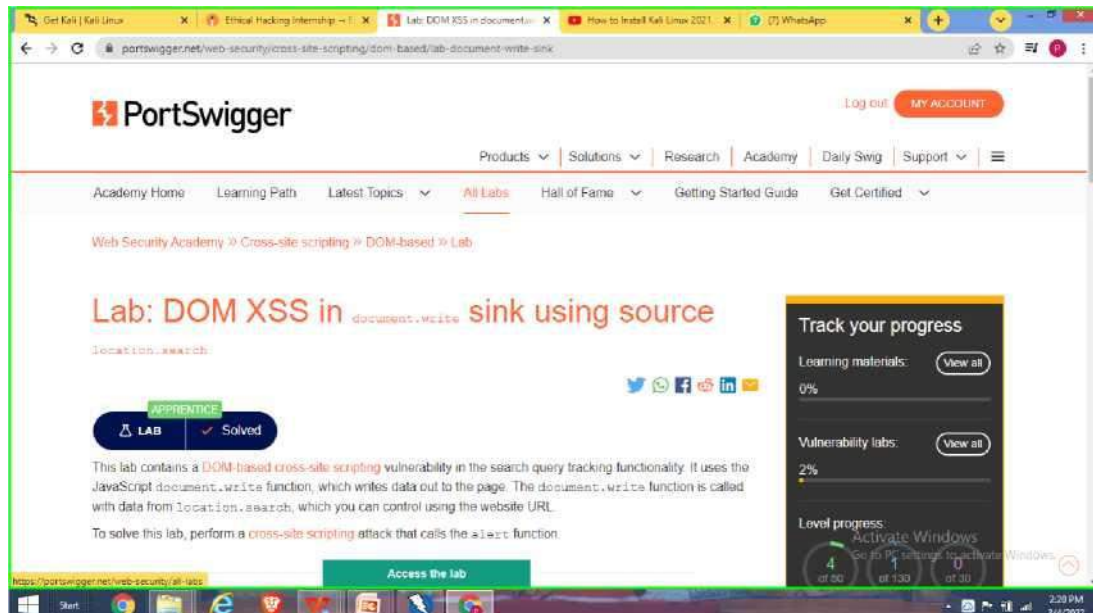 Get Kali | Kali Linux
Ethical Hacking Internship — E
Lab: DOM XSS in document.w
How to Install Kali Linux 2021.
(7) WhatsApp
portswigger.net/web-security/cross-site-scripting/dom-based/lab-document-write-sink
PortSwigger
Log out
MY ACCOUNT
Products
Solutions
Research
Academy
Daily Swig
Support
Academy Home
Learning Path
Latest Topics
All Labs
Hall of Fame
Getting Started Guide
Get Certified
Web Security Academy » Cross-site scripting » DOM-based » Lab
Lab: DOM XSS in document.write sink using source
location.search
APPRENTICE
LAB
Solved
This lab contains a DOM-based cross-site scripting vulnerability in the search query tracking functionality. It uses the
JavaScript document.write function, which writes data out to the page. The document.write function is called
with data from location.search, which you can control using the website URL.
To solve this lab, perform a cross-site scripting attack that calls the alert function.
Access the lab
Track your progress
Learning materials:
View all
0%
Vulnerability labs:
View all
2%
Level progress:
4
of 50
1
of 130
0
of 30
Activate Windows
Go to PC settings to activate Windows.
https://portswigger.net/web-security/all-labs
Start
2:20 PM